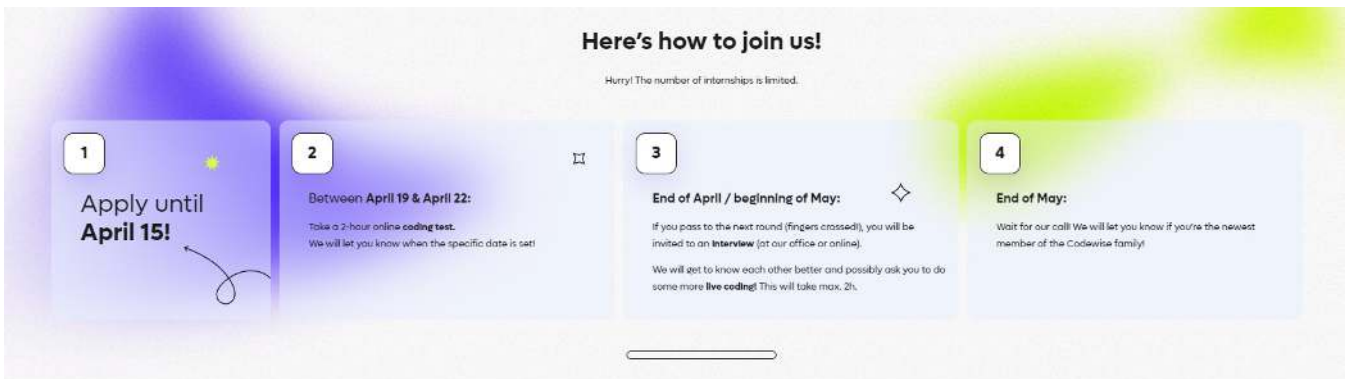 Here's how to join us!
Hurry! The number of internships is limited.
1
Apply until
April 15!
2
Between April 19 & April 22:
Take a 2-hour online coding test.
We will let you know when the specific date is set!
3
End of April / beginning of May:
If you pass to the next round (fingers crossed!), you will be
invited to an interview (at our office or online).
We will get to know each other better and possibly ask you to do
some more live coding! This will take max. 2h.
4
End of May:
Wait for our call! We will let you know if you're the newest
member of the Codewise family!